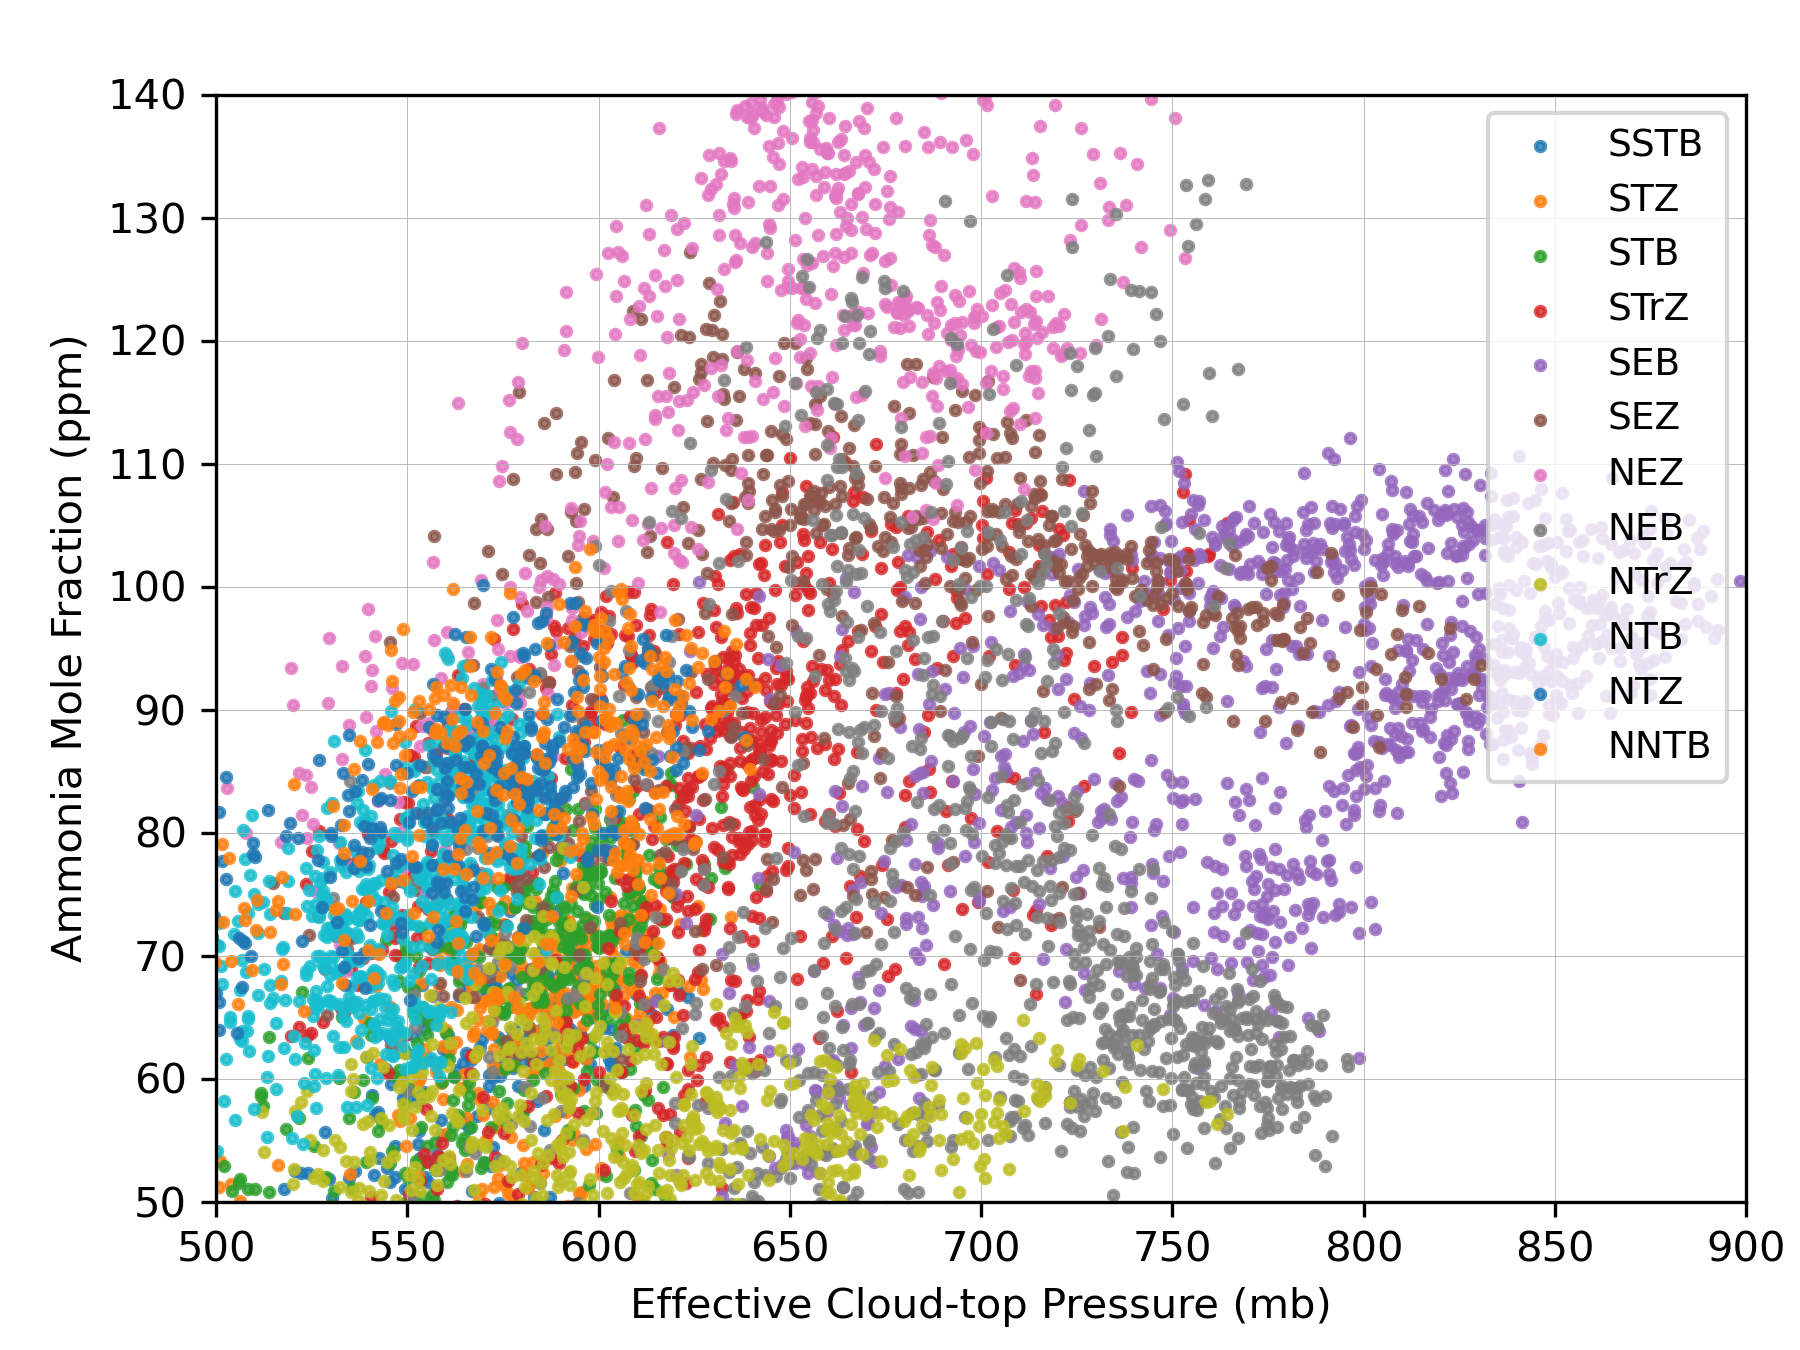 140
130
120
110
100
90
80
70
60
50
Ammonia Mole Fraction (ppm)
500 550 600 650 700 750 800 850 900
Effective Cloud-top Pressure (mb)
SSTB
STZ
STB
STrZ
SEB
SEZ
NEZ
NEB
NTrZ
NTB
NTZ
NNTB